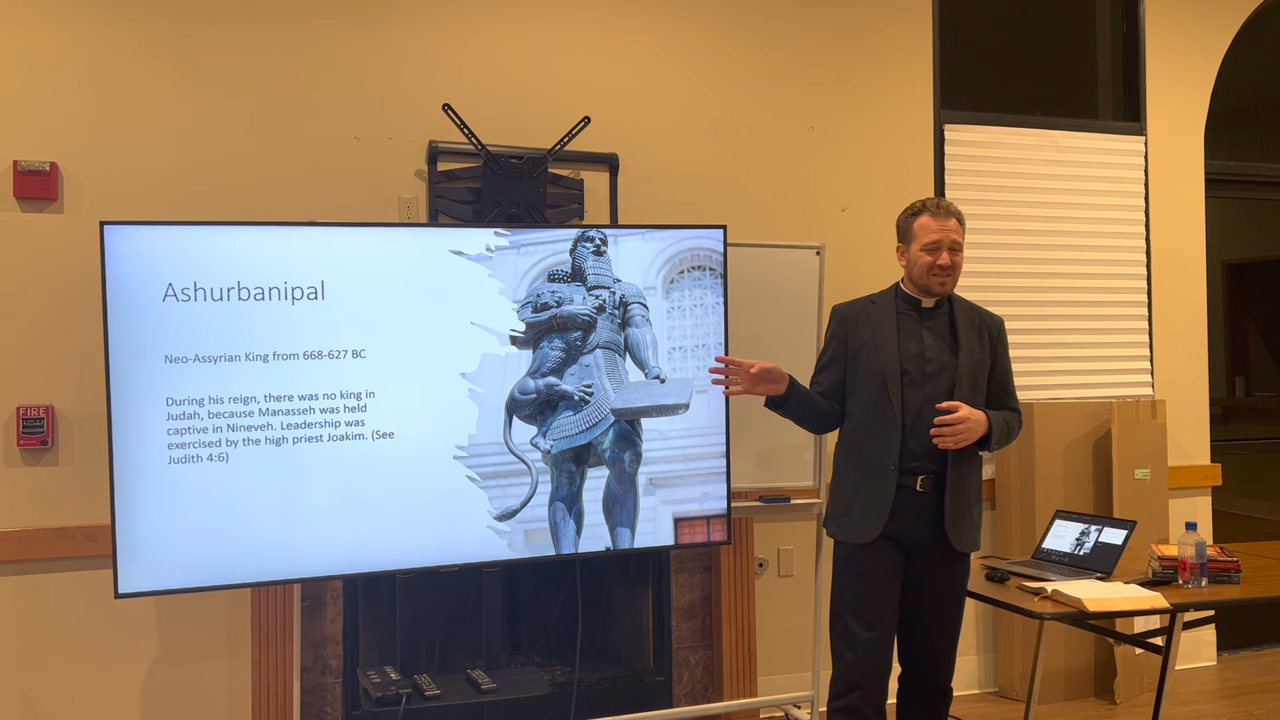 Ashurbanipal
Neo-Assyrian King from 668-627 BC
During his reign, there was no king in
Judah, because Manasseh was held
captive in Nineveh. Leadership was
exercised by the high priest Joakim. (See
Judith 4:6)
FIRE